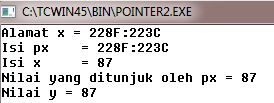 C:\TCWIN45\BIN\POINTER2.EXE
Alamat x = 228F:223C
Isi px   = 228F:223C
Isi x    = 87
Nilai yang ditunjuk oleh px = 87
Nilai y = 87